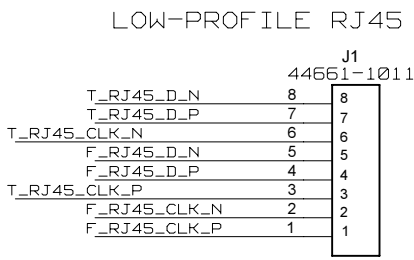 LOW-PROFILE RJ45
J1
44661-1011
T_RJ45_D_N 8 8
T_RJ45_D_P 7 7
T_RJ45_CLK_N 6 6
F_RJ45_D_N 5 5
F_RJ45_D_P 4 4
T_RJ45_CLK_P 3 3
F_RJ45_CLK_N 2 2
F_RJ45_CLK_P 1 1